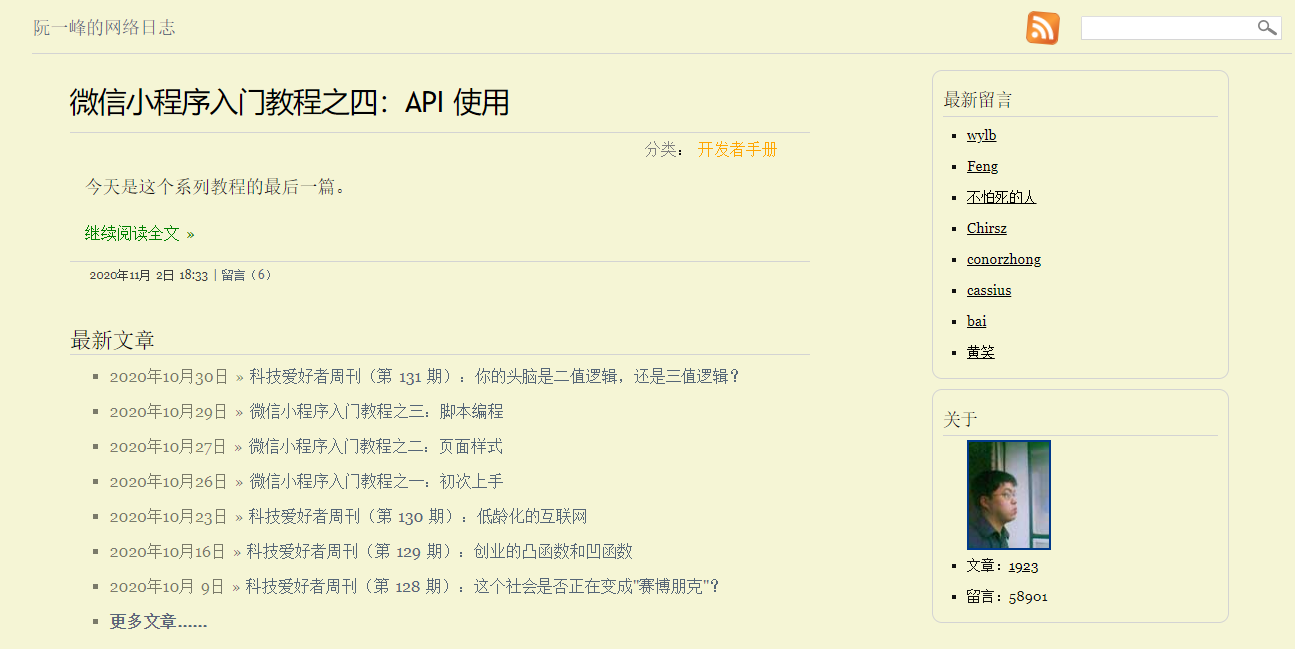 阮一峰的网络日志
微信小程序入门教程之四：API 使用
分类： 开发者手册
今天是这个系列教程的最后一篇。
继续阅读全文 »
2020年11月 2日 18:33 | 留言（6）
最新文章
2020年10月30日 » 科技爱好者周刊（第 131 期）：你的头脑是二值逻辑，还是三值逻辑？
2020年10月29日 » 微信小程序入门教程之三：脚本编程
2020年10月27日 » 微信小程序入门教程之二：页面样式
2020年10月26日 » 微信小程序入门教程之一：初次上手
2020年10月23日 » 科技爱好者周刊（第 130 期）：低龄化的互联网
2020年10月16日 » 科技爱好者周刊（第 129 期）：创业的凸函数和凹函数
2020年10月 9日 » 科技爱好者周刊（第 128 期）：这个社会是否正在变成"赛博朋克"？
更多文章……
最新留言
wylb
Feng
不怕死的人
Chirsz
conorzhong
cassius
bai
黄笑
关于
文章：1923
留言：58901